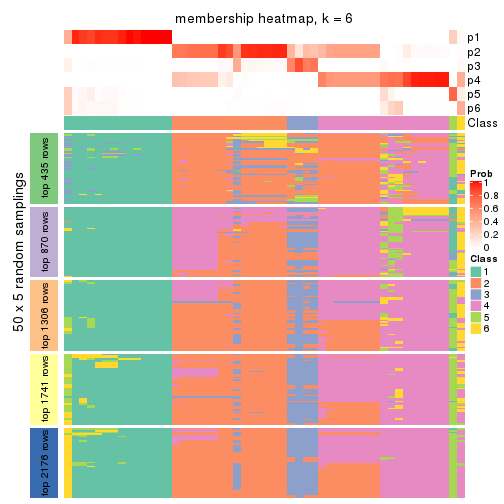 membership heatmap, k = 6
p1
p2
p3
p4
p5
p6
Class
50 x 5 random samplings
top 435 rows
top 870 rows
top 1306 rows
top 1741 rows
top 2176 rows
Prob
1
0.8
0.6
0.4
0.2
0
Class
1
2
3
4
5
6